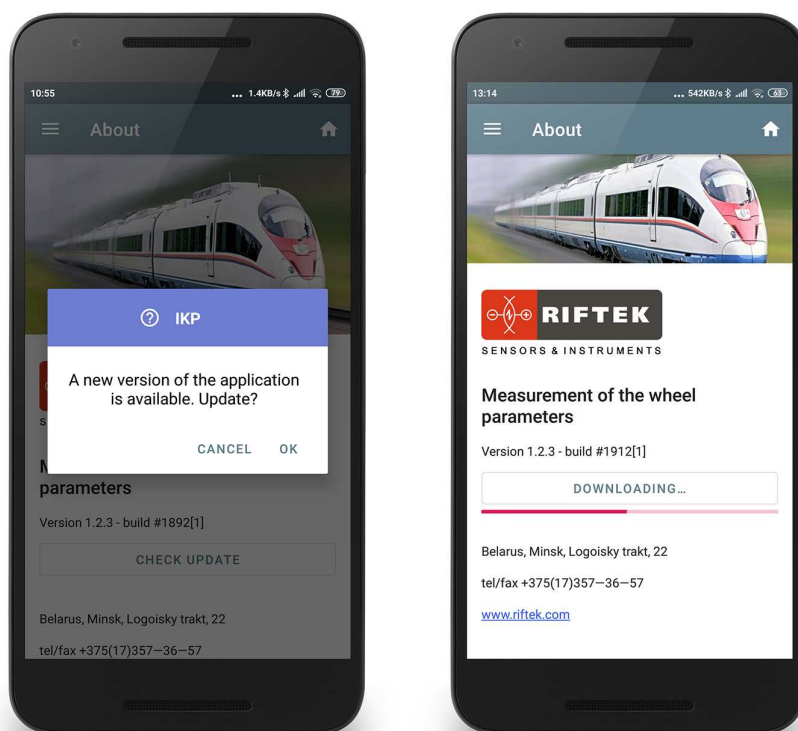 10:55
... 1.4KB/s 79
About
IKP
A new version of the application
is available. Update?
CANCEL OK
S
M
parameters
Version 1.2.3 - build #1892[1]
CHECK UPDATE
Belarus, Minsk, Logoisky trakt, 22
tel/fax +375(17)357—36—57
13:14
... 542KB/s 63
About
RIFTEK
SENSORS & INSTRUMENTS
Measurement of the wheel
parameters
Version 1.2.3 - build #1912[1]
DOWNLOADING...
Belarus, Minsk, Logoisky trakt, 22
tel/fax +375(17)357—36—57
www.riftek.com